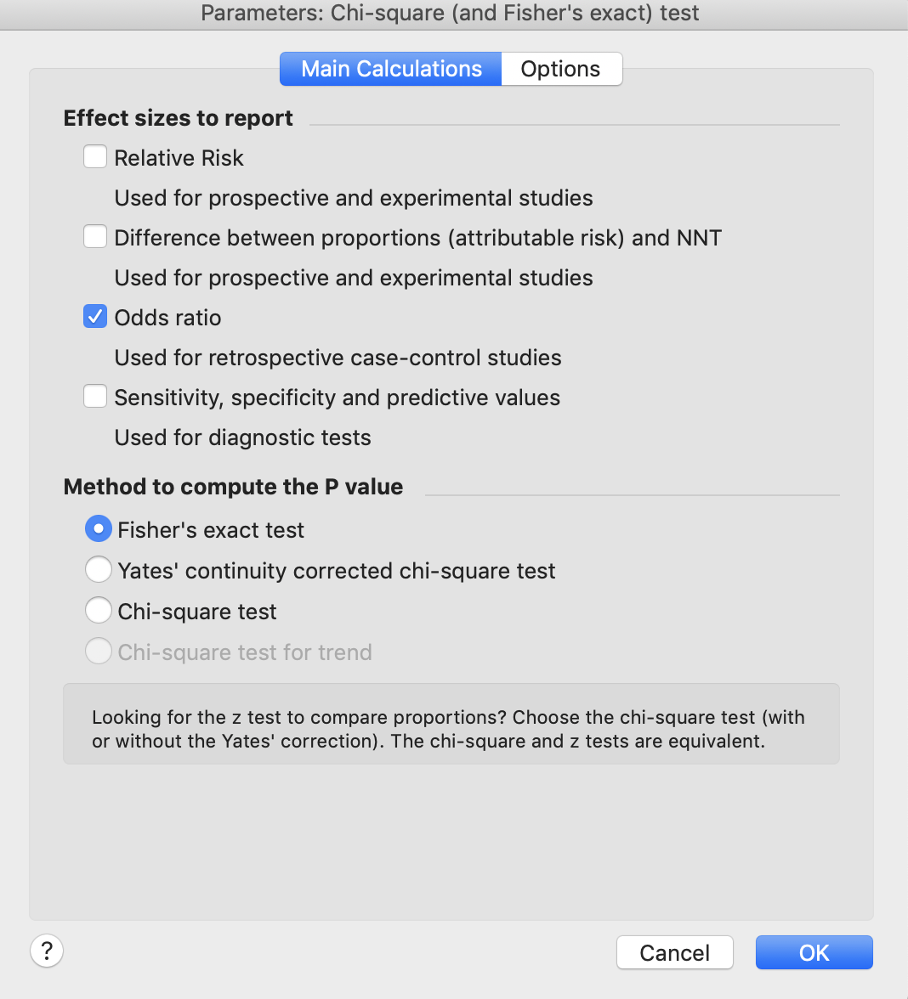 Parameters: Chi-square (and Fisher's exact) test
Main Calculations
Options
Effect sizes to report
Relative Risk
Used for prospective and experimental studies
Difference between proportions (attributable risk) and NNT
Used for prospective and experimental studies
Odds ratio
Used for retrospective case-control studies
Sensitivity, specificity and predictive values
Used for diagnostic tests
Method to compute the P value
Fisher's exact test
Yates' continuity corrected chi-square test
Chi-square test
Chi-square test for trend
Looking for the z test to compare proportions? Choose the chi-square test (with
or without the Yates' correction). The chi-square and z tests are equivalent.
?
Cancel
OK